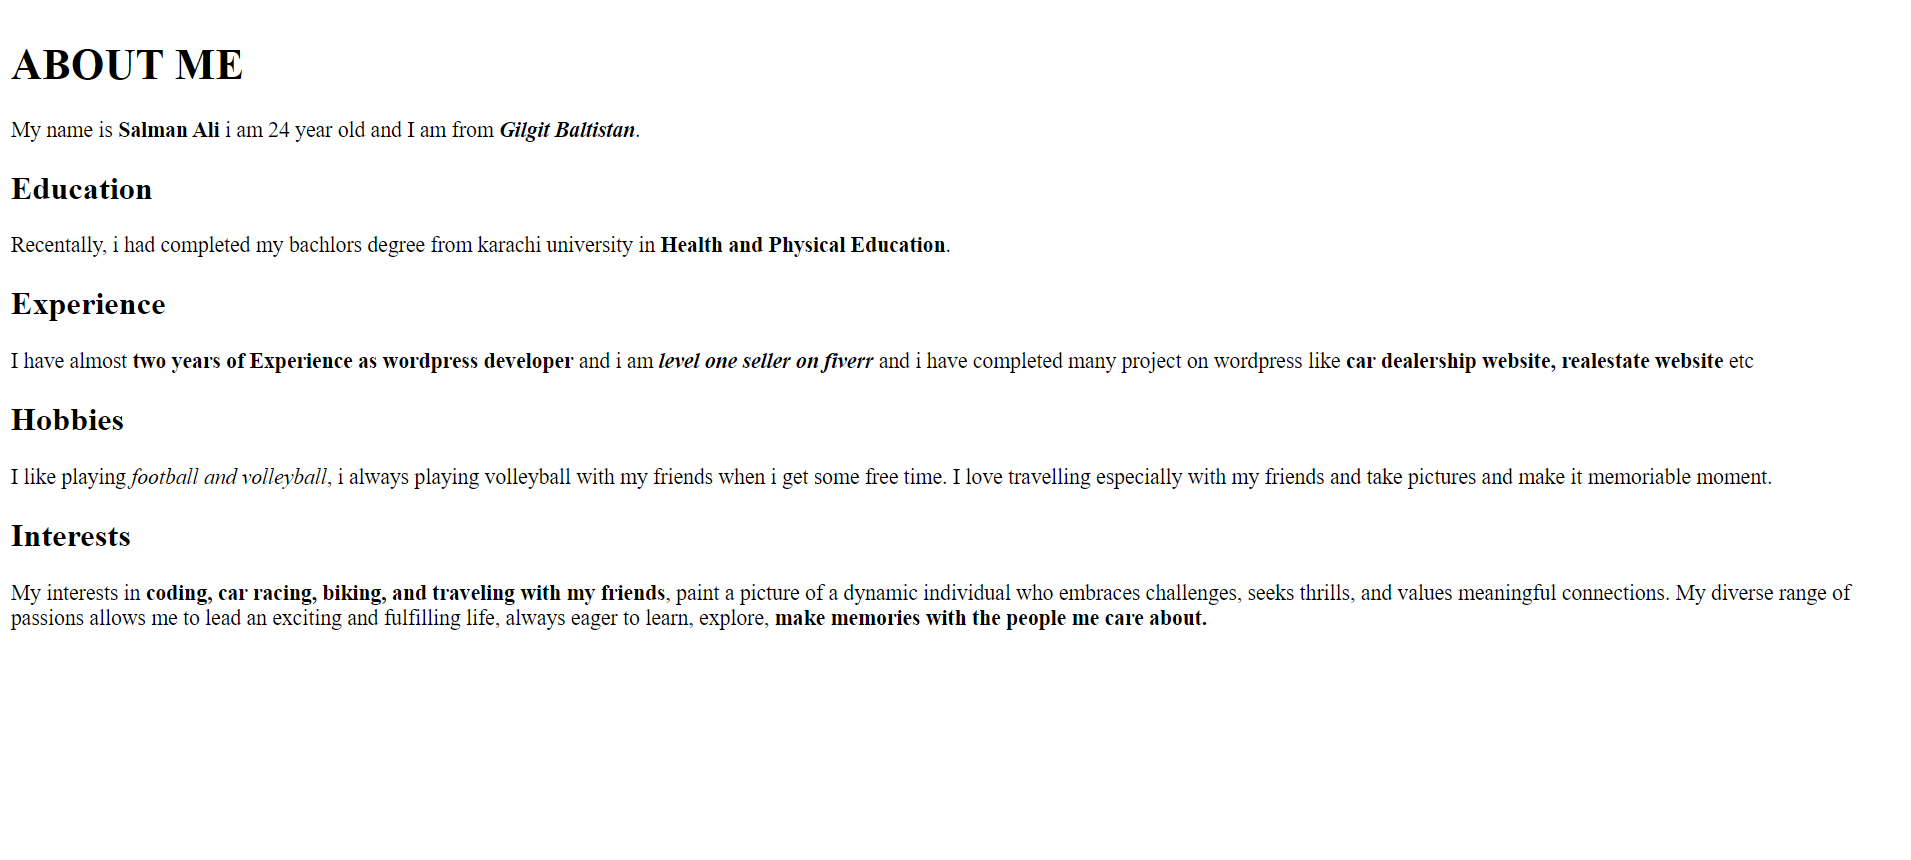 ABOUT ME
My name is Salman Ali i am 24 year old and I am from Gilgit Baltistan.
Education
Recentally, i had completed my bachlors degree from karachi university in Health and Physical Education.
Experience
I have almost two years of Experience as wordpress developer and i am level one seller on fiverr and i have completed many project on wordpress like car dealership website, realestate website etc
Hobbies
I like playing football and volleyball, i always playing volleyball with my friends when i get some free time. I love travelling especially with my friends and take pictures and make it memoriable moment.
Interests
My interests in coding, car racing, biking, and traveling with my friends, paint a picture of a dynamic individual who embraces challenges, seeks thrills, and values meaningful connections. My diverse range of
passions allows me to lead an exciting and fulfilling life, always eager to learn, explore, make memories with the people me care about.